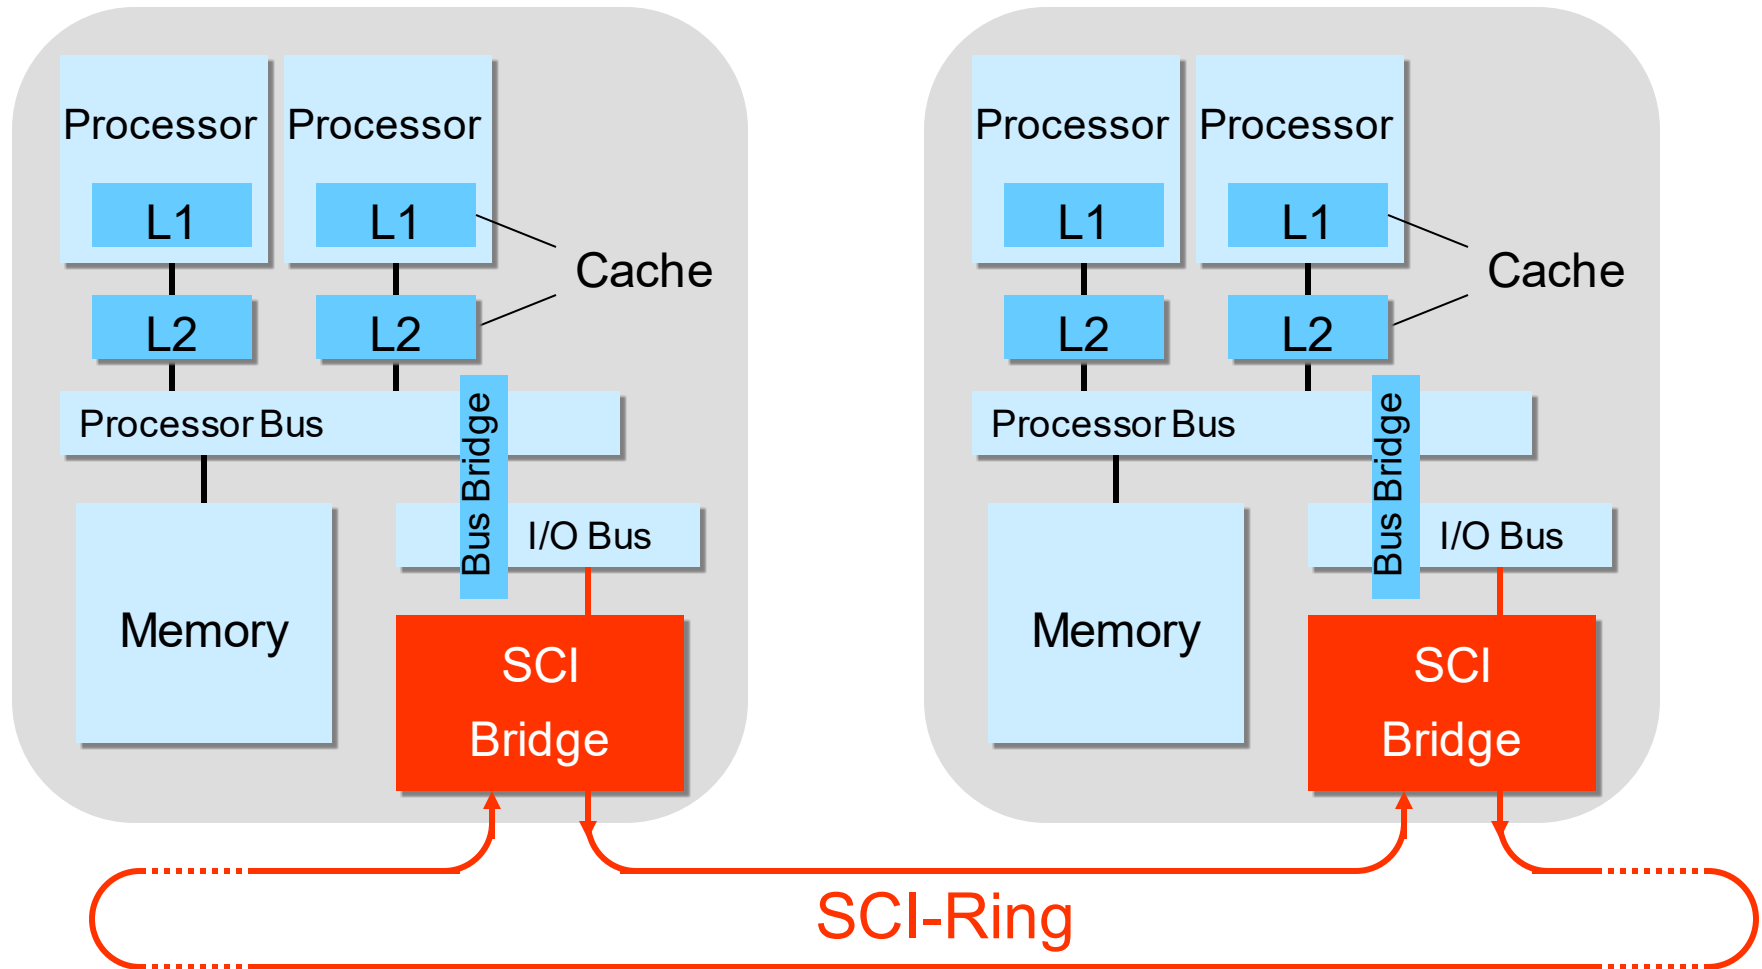 Processor Processor
L1 L1
Cache
L2 L2
Processor Bus
Bus Bridge
I/O Bus
Memory
SCI
Bridge
Processor Processor
L1 L1
Cache
L2 L2
Processor Bus
Bus Bridge
I/O Bus
Memory
SCI
Bridge
SCI-Ring